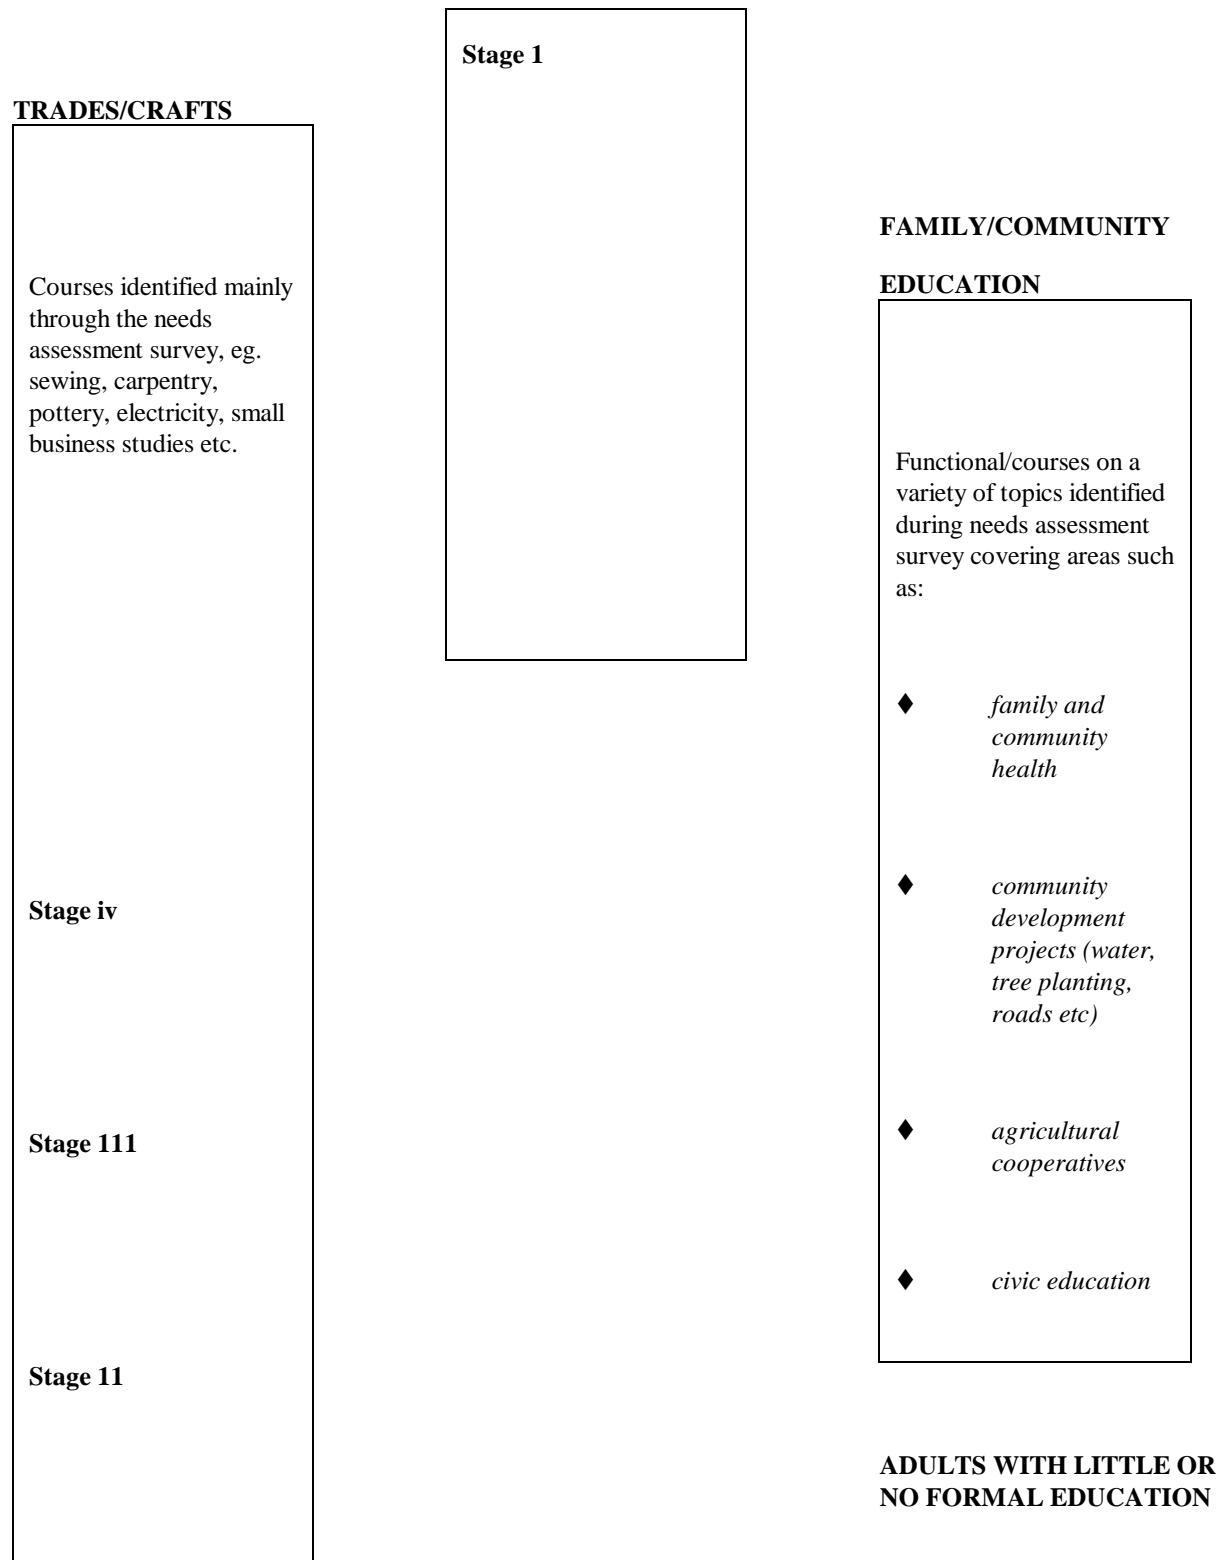 Stage 1
TRADES/CRAFTS
Courses identified mainly
through the needs
assessment survey, eg.
sewing, carpentry,
pottery, electricity, small
business studies etc.
Stage iv
Stage 111
Stage 11
FAMILY/COMMUNITY
EDUCATION
Functional/courses on a
variety of topics identified
during needs assessment
survey covering areas such
as:
♦ family and
community
health
♦ community
development
projects (water,
tree planting,
roads etc)
♦ agricultural
cooperatives
♦ civic education
ADULTS WITH LITTLE OR
NO FORMAL EDUCATION